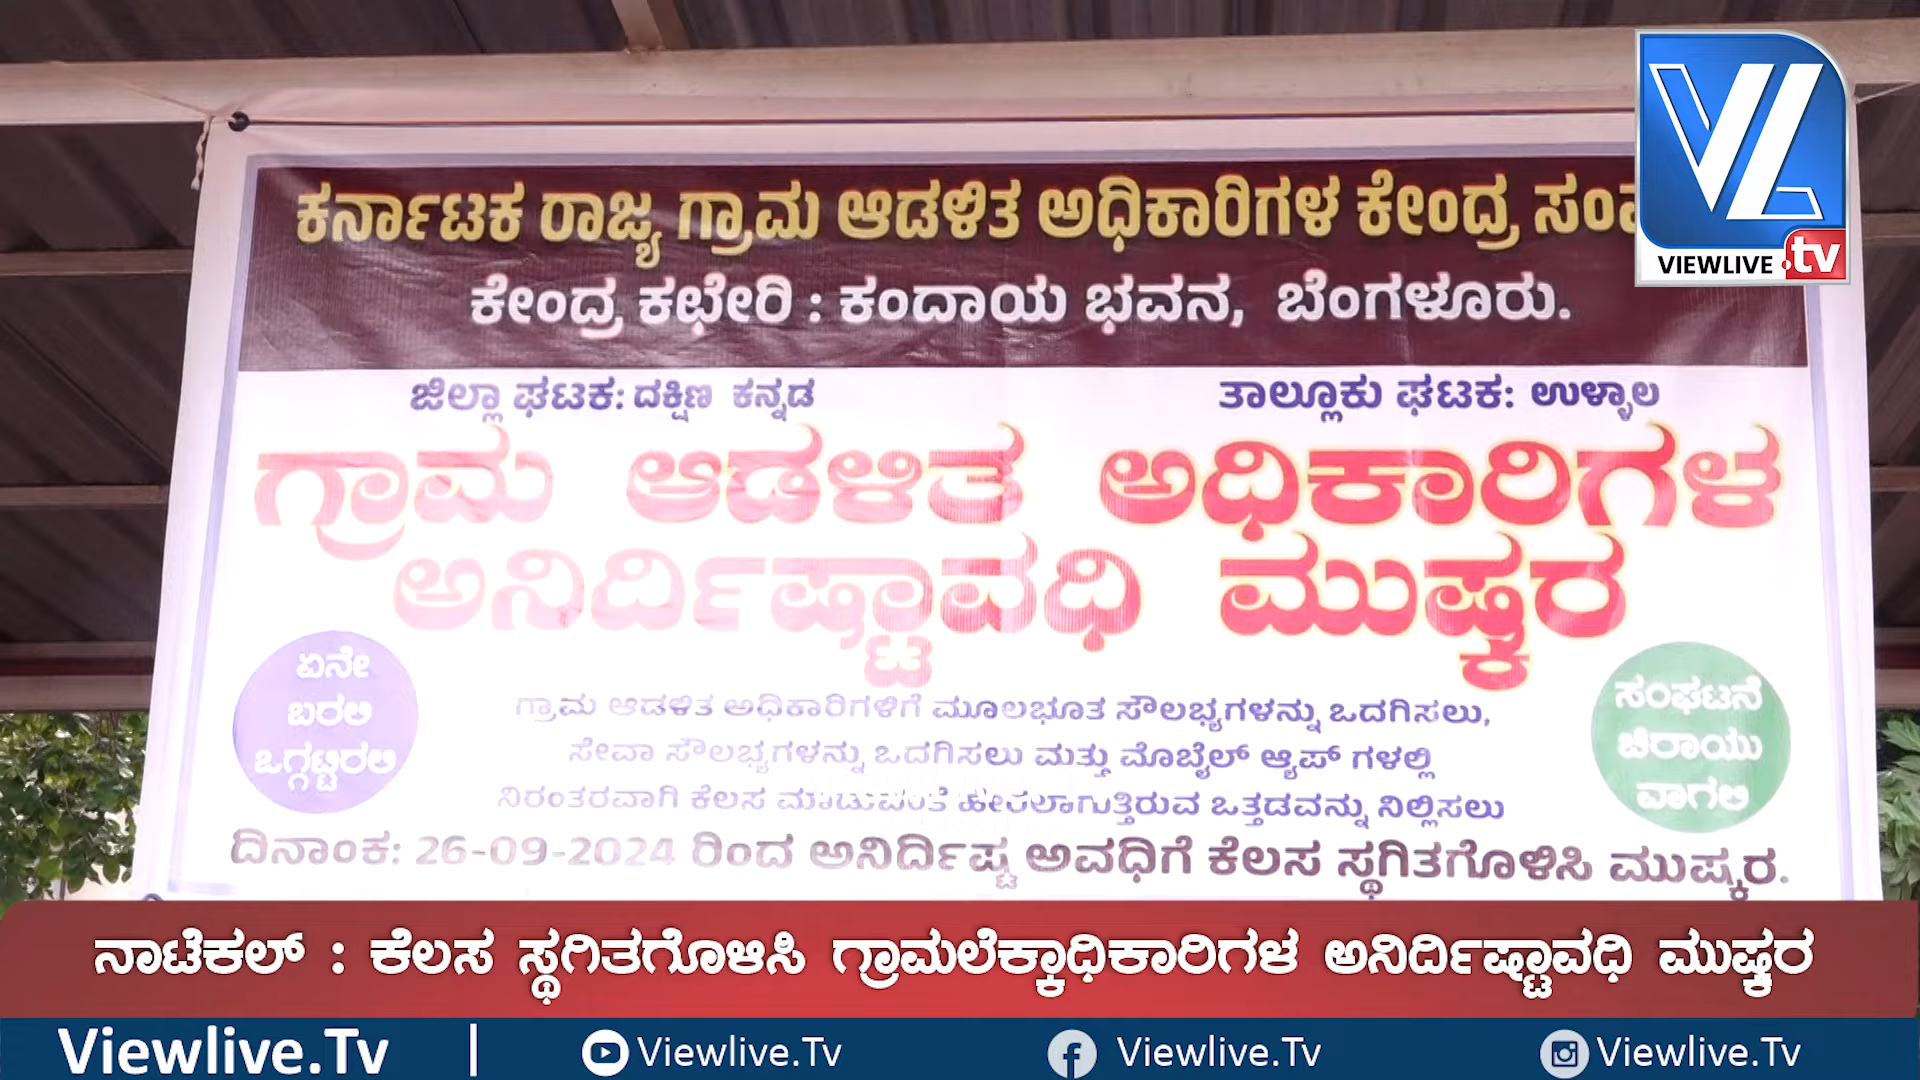 ಕರ್ನಾಟಕ ರಾಜ್ಯ ಗ್ರಾಮ ಆಡಳಿತ ಅಧಿಕಾರಿಗಳ ಕೇಂದ್ರ
VIEWLIVE.tv
ಕೇಂದ್ರ ಕಛೇರಿ : ಕಂದಾಯ ಭವನ, ಬೆಂಗಳೂರು.
ಜಿಲ್ಲಾ ಘಟಕ: ದಕ್ಷಿಣ ಕನ್ನಡ
ತಾಲ್ಲೂಕು ಘಟಕ: ಉಳ್ಳಾಲ
ಗ್ರಾಮ ಆಡಳಿತ ಅಧಿಕಾರಿಗಳ
ಅನಿರ್ದಿಷ್ಟಾವಧಿ ಮುಷ್ಕರ
ಏನೇ
ಬರಲಿ
ಒಗ್ಗಟ್ಟಿರಲಿ
ಗ್ರಾಮ ಆಡಳಿತ ಅಧಿಕಾರಿಗಳಿಗೆ ಮೂಲಭೂತ ಸೌಲಭ್ಯಗಳನ್ನು ಒದಗಿಸಲು,
ಸೇವಾ ಸೌಲಭ್ಯಗಳನ್ನು ಒದಗಿಸಲು ಮತ್ತು ಮೊಬೈಲ್ ಆ್ಯಪ್ ಗಳಲ್ಲಿ
ನಿರಂತರವಾಗಿ ಕೆಲಸ ಮಾಡುವಂತೆ ಹೇರಲಾಗುತ್ತಿರುವ ಒತ್ತಡವನ್ನು ನಿಲ್ಲಿಸಲು
ಸಂಘಟನೆ
ಚಿರಾಯು
ವಾಗಲಿ
ದಿನಾಂಕ: 26-09-2024 ರಿಂದ ಅನಿರ್ದಿಷ್ಟ ಅವಧಿಗೆ ಕೆಲಸ ಸ್ಥಗಿತಗೊಳಿಸಿ ಮುಷ್ಕರ.
ನಾಟೆಕಲ್ : ಕೆಲಸ ಸ್ಥಗಿತಗೊಳಿಸಿ ಗ್ರಾಮಲೆಕ್ಕಾಧಿಕಾರಿಗಳ ಅನಿರ್ದಿಷ್ಟಾವಧಿ ಮುಷ್ಕರ
Viewlive.Tv | Viewlive.Tv Viewlive.Tv Viewlive.Tv